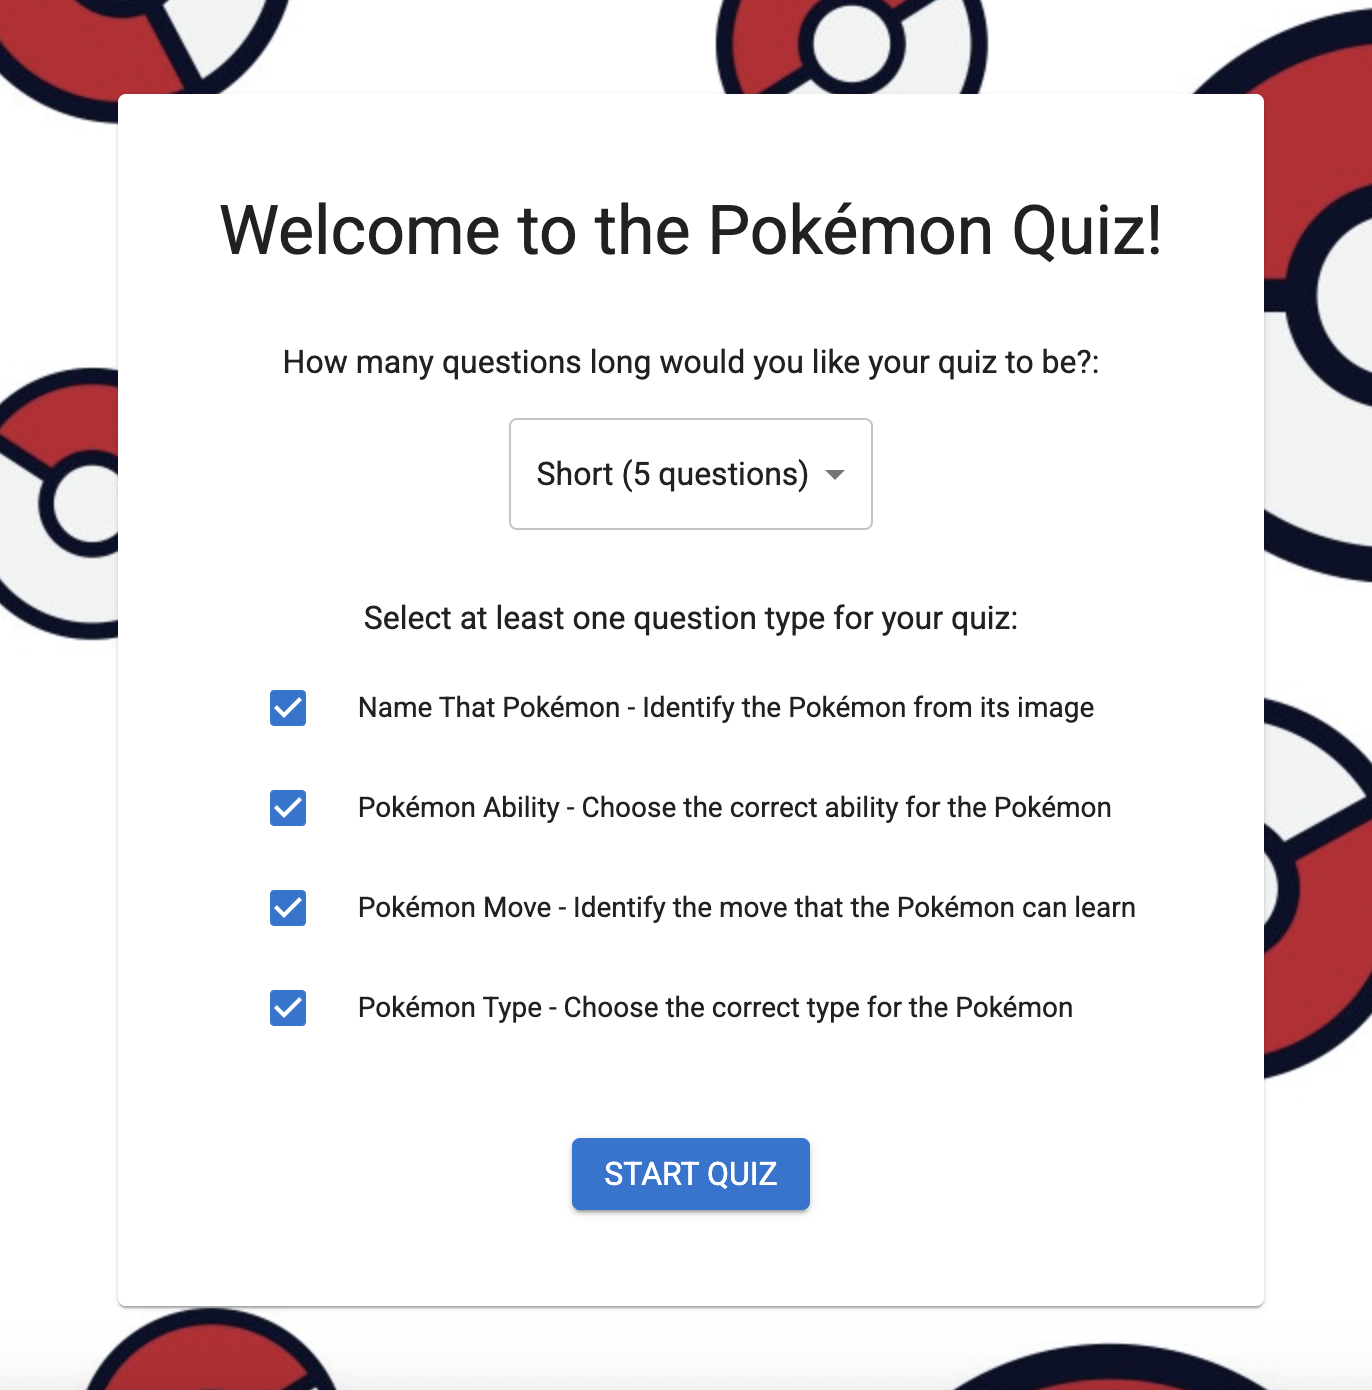 Welcome to the Pokémon Quiz!
How many questions long would you like your quiz to be?:
Short (5 questions)
Select at least one question type for your quiz:
Name That Pokémon - Identify the Pokémon from its image
Pokémon Ability - Choose the correct ability for the Pokémon
Pokémon Move - Identify the move that the Pokémon can learn
Pokémon Type - Choose the correct type for the Pokémon
START QUIZ